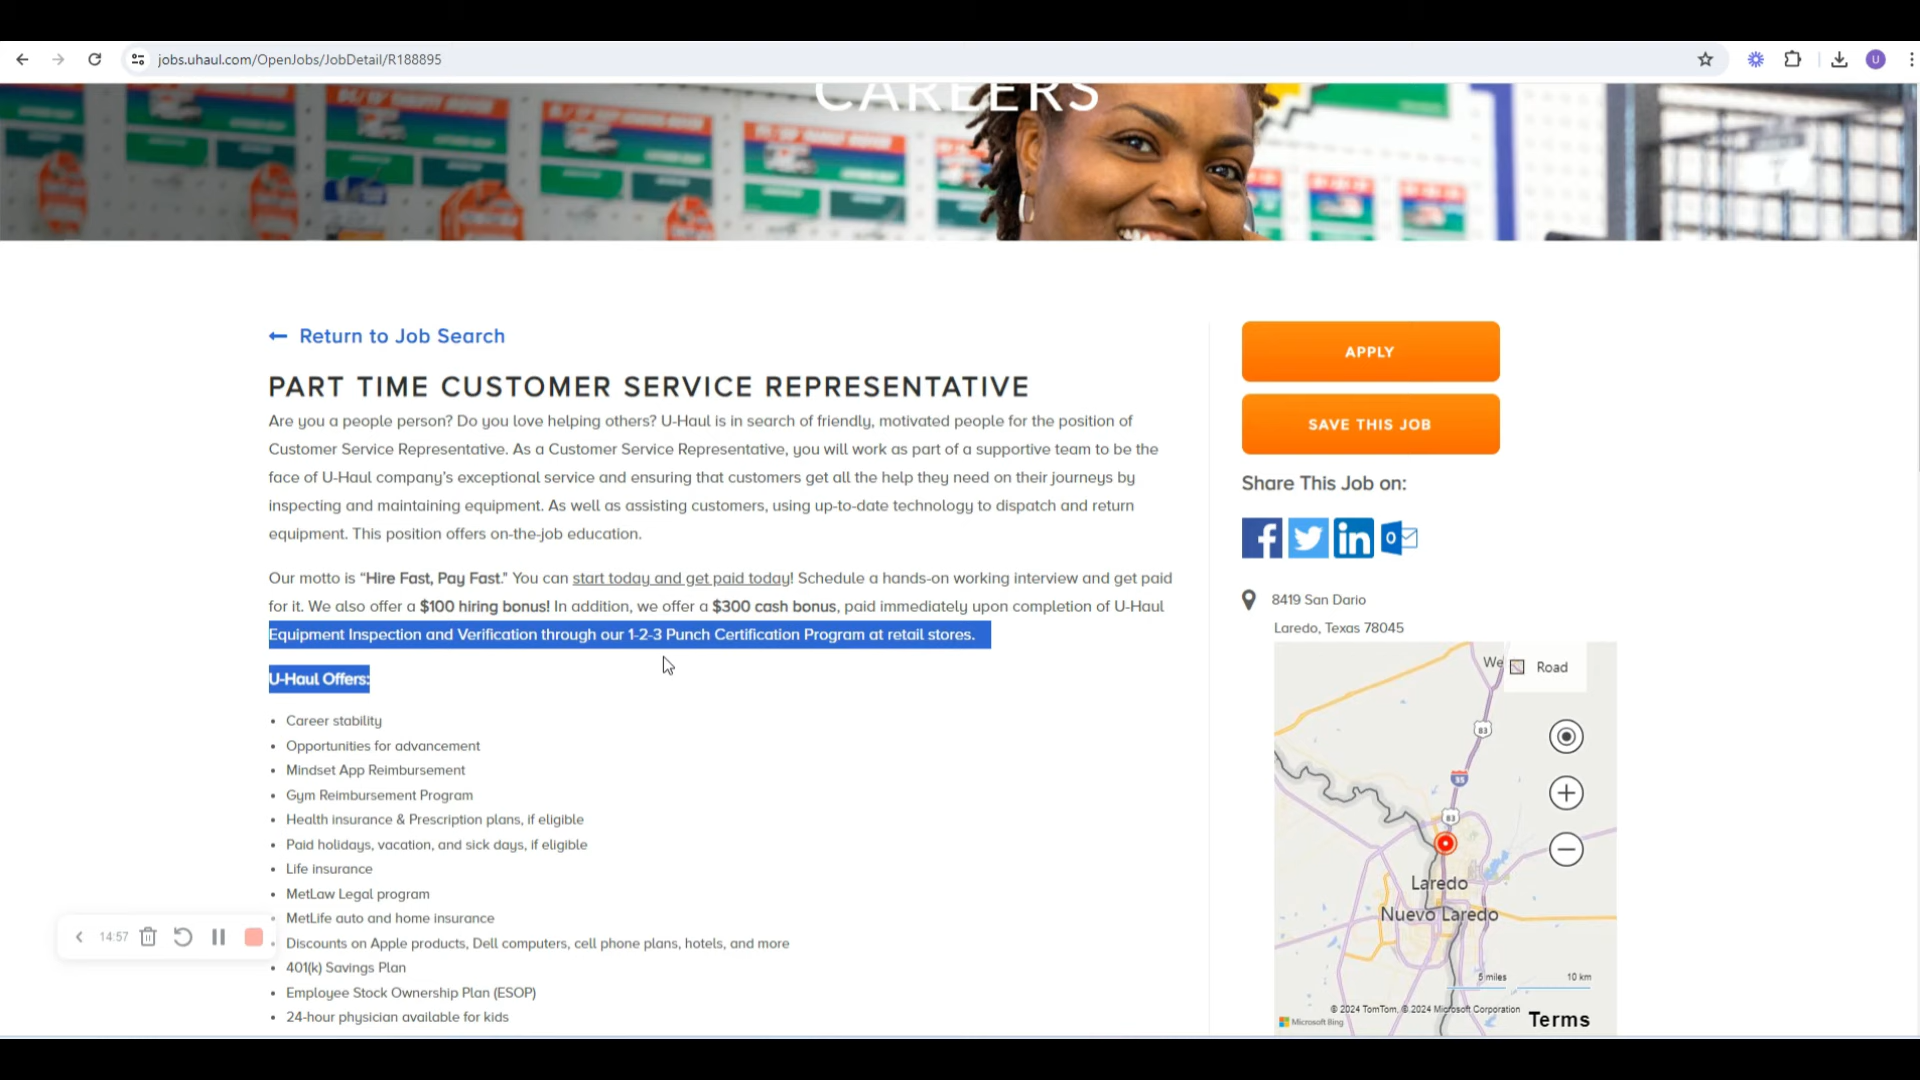 jobs.uhaul.com/OpenJobs/JobDetail/R188895
U
CAREERS
Return to Job Search
PART TIME CUSTOMER SERVICE REPRESENTATIVE
Are you a people person? Do you love helping others? U-Haul is in search of friendly, motivated people for the position of
Customer Service Representative. As a Customer Service Representative, you will work as part of a supportive team to be the
face of U-Haul company's exceptional service and ensuring that customers get all the help they need on their journeys by
inspecting and maintaining equipment. As well as assisting customers, using up-to-date technology to dispatch and return
equipment. This position offers on-the-job education.
Our motto is "Hire Fast, Pay Fast." You can start today and get paid today! Schedule a hands-on working interview and get paid
for it. We also offer a $100 hiring bonus! In addition, we offer a $300 cash bonus, paid immediately upon completion of U-Haul
Equipment Inspection and Verification through our 1-2-3 Punch Certification Program at retail stores.
U-Haul Offers:
• Career stability
• Opportunities for advancement
• Mindset App Reimbursement
• Gym Reimbursement Program
• Health insurance & Prescription plans, if eligible
• Paid holidays, vacation, and sick days, if eligible
• Life insurance
• MetLaw Legal program
• MetLife auto and home insurance
• Discounts on Apple products, Dell computers, cell phone plans, hotels, and more
• 401(k) Savings Plan
• Employee Stock Ownership Plan (ESOP)
• 24-hour physician available for kids
14:57
APPLY
SAVE THIS JOB
Share This Job on:
8419 San Dario
Laredo, Texas 78045
We
Road
83
35
83
Laredo
Nuevo Laredo
5 miles 10 km
© 2024 TomTom, © 2024 Microsoft Corporation
Microsoft Bing
Terms